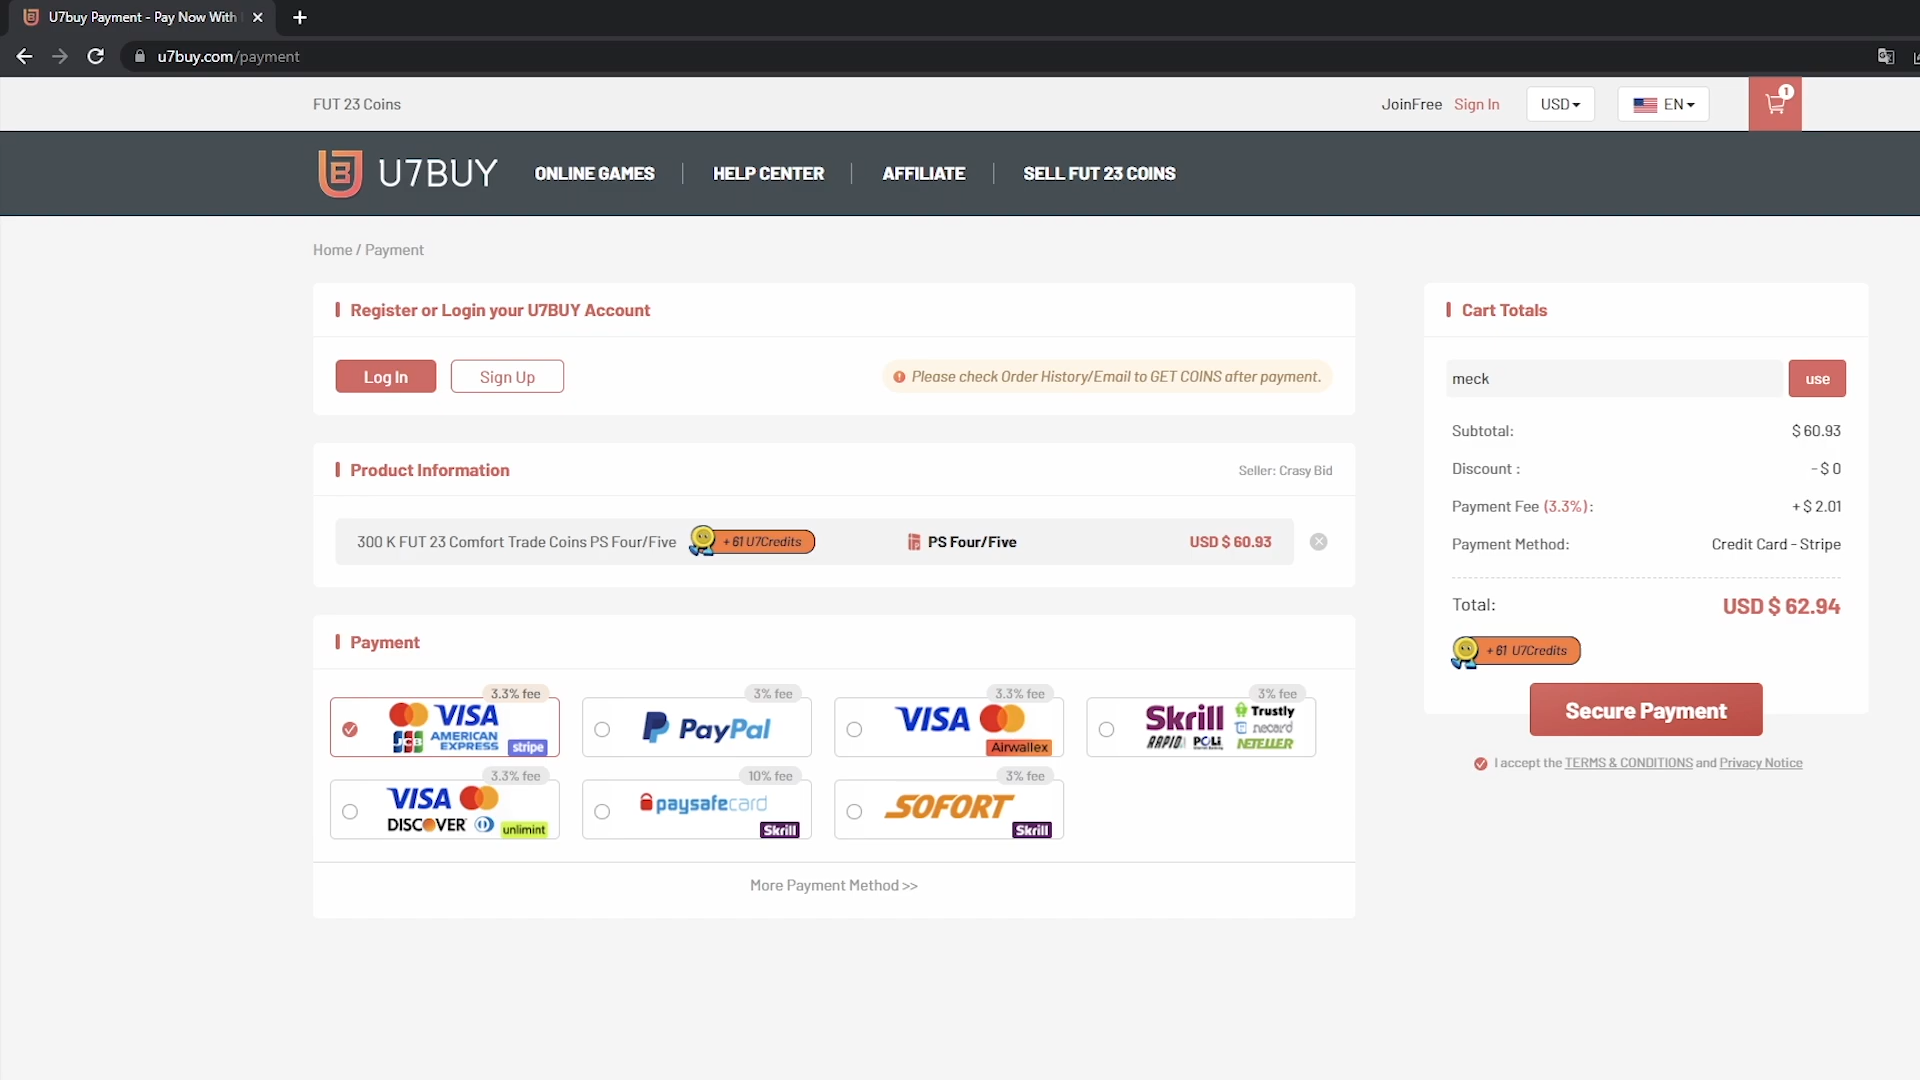 U7buy Payment - Pay Now With
u7buy.com/payment
FUT 23 Coins
JoinFree Sign In
USD
EN
1
U7BUY
ONLINE GAMES
HELP CENTER
AFFILIATE
SELL FUT 23 COINS
Home / Payment
Register or Login your U7BUY Account
Log In
Sign Up
Please check Order History/Email to GET COINS after payment.
Product Information
Seller: Crasy Bid
300 K FUT 23 Comfort Trade Coins PS Four/Five
+ 61 U7Credits
PS Four/Five
USD $ 60.93
Payment
3.3% fee
VISA
JCB AMERICAN EXPRESS stripe
3% fee
PayPal
3.3% fee
VISA
Airwallex
3% fee
Skrill Trustly
RAPID POLi neteller
NETELLER
3.3% fee
VISA
DISCOVER unlimint
10% fee
paysafecard
Skrill
3% fee
SOFORT
Skrill
More Payment Method >>
Cart Totals
meck
use
Subtotal: $ 60.93
Discount : - $ 0
Payment Fee (3.3%): + $ 2.01
Payment Method: Credit Card - Stripe
Total: USD $ 62.94
+ 61 U7Credits
Secure Payment
I accept the TERMS & CONDITIONS and Privacy Notice